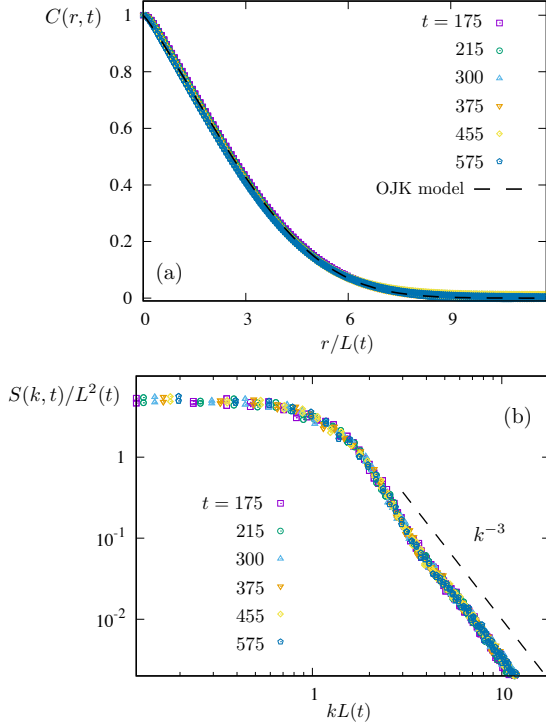 C(r, t)
1
0.8
0.6
0.4
0.2
0
t = 175
215
300
375
455
575
OJK model
(a)
0 3 6 9
r/L(t)
S(k, t)/L²(t)
(b)
1
10⁻¹
10⁻²
k⁻³
t = 175
215
300
375
455
575
1 10
kL(t)